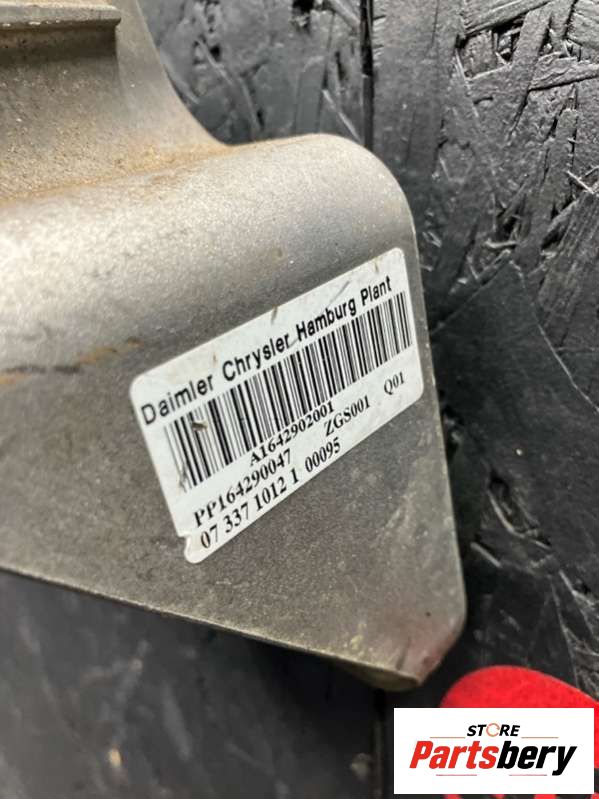 Daimler Chrysler Hamburg Plant
A1642902001
PP164290047 ZGS001 Q01
07 337 1012 1 00095
STORE
Partsbery